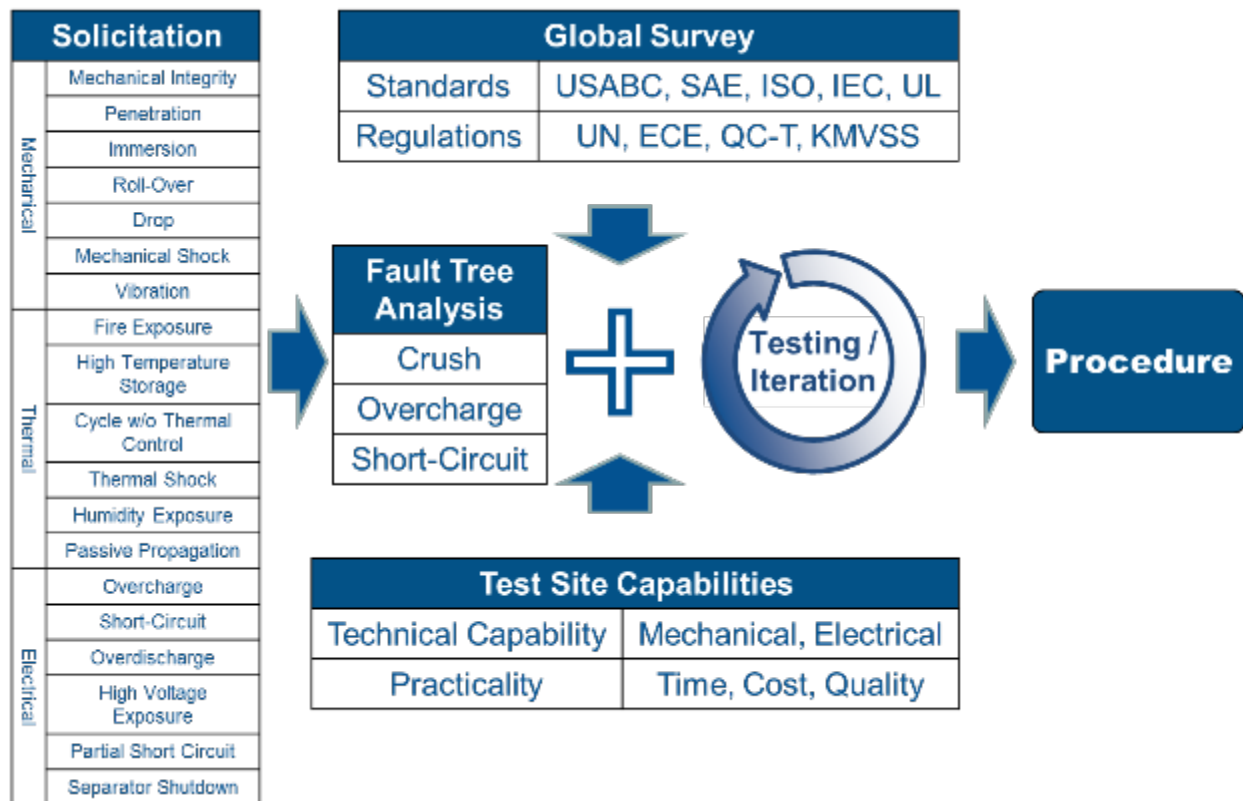 Solicitation
Mechanical
Mechanical Integrity
Penetration
Immersion
Roll-Over
Drop
Mechanical Shock
Vibration
Thermal
Fire Exposure
High Temperature
Storage
Cycle w/o Thermal
Control
Thermal Shock
Humidity Exposure
Passive Propagation
Electrical
Overcharge
Short-Circuit
Overdischarge
High Voltage
Exposure
Partial Short Circuit
Separator Shutdown
Global Survey
Standards USABC, SAE, ISO, IEC, UL
Regulations UN, ECE, QC-T, KMVSS
Fault Tree
Analysis
Crush
Overcharge
Short-Circuit
Testing /
Iteration
Procedure
Test Site Capabilities
Technical Capability Mechanical, Electrical
Practicality Time, Cost, Quality